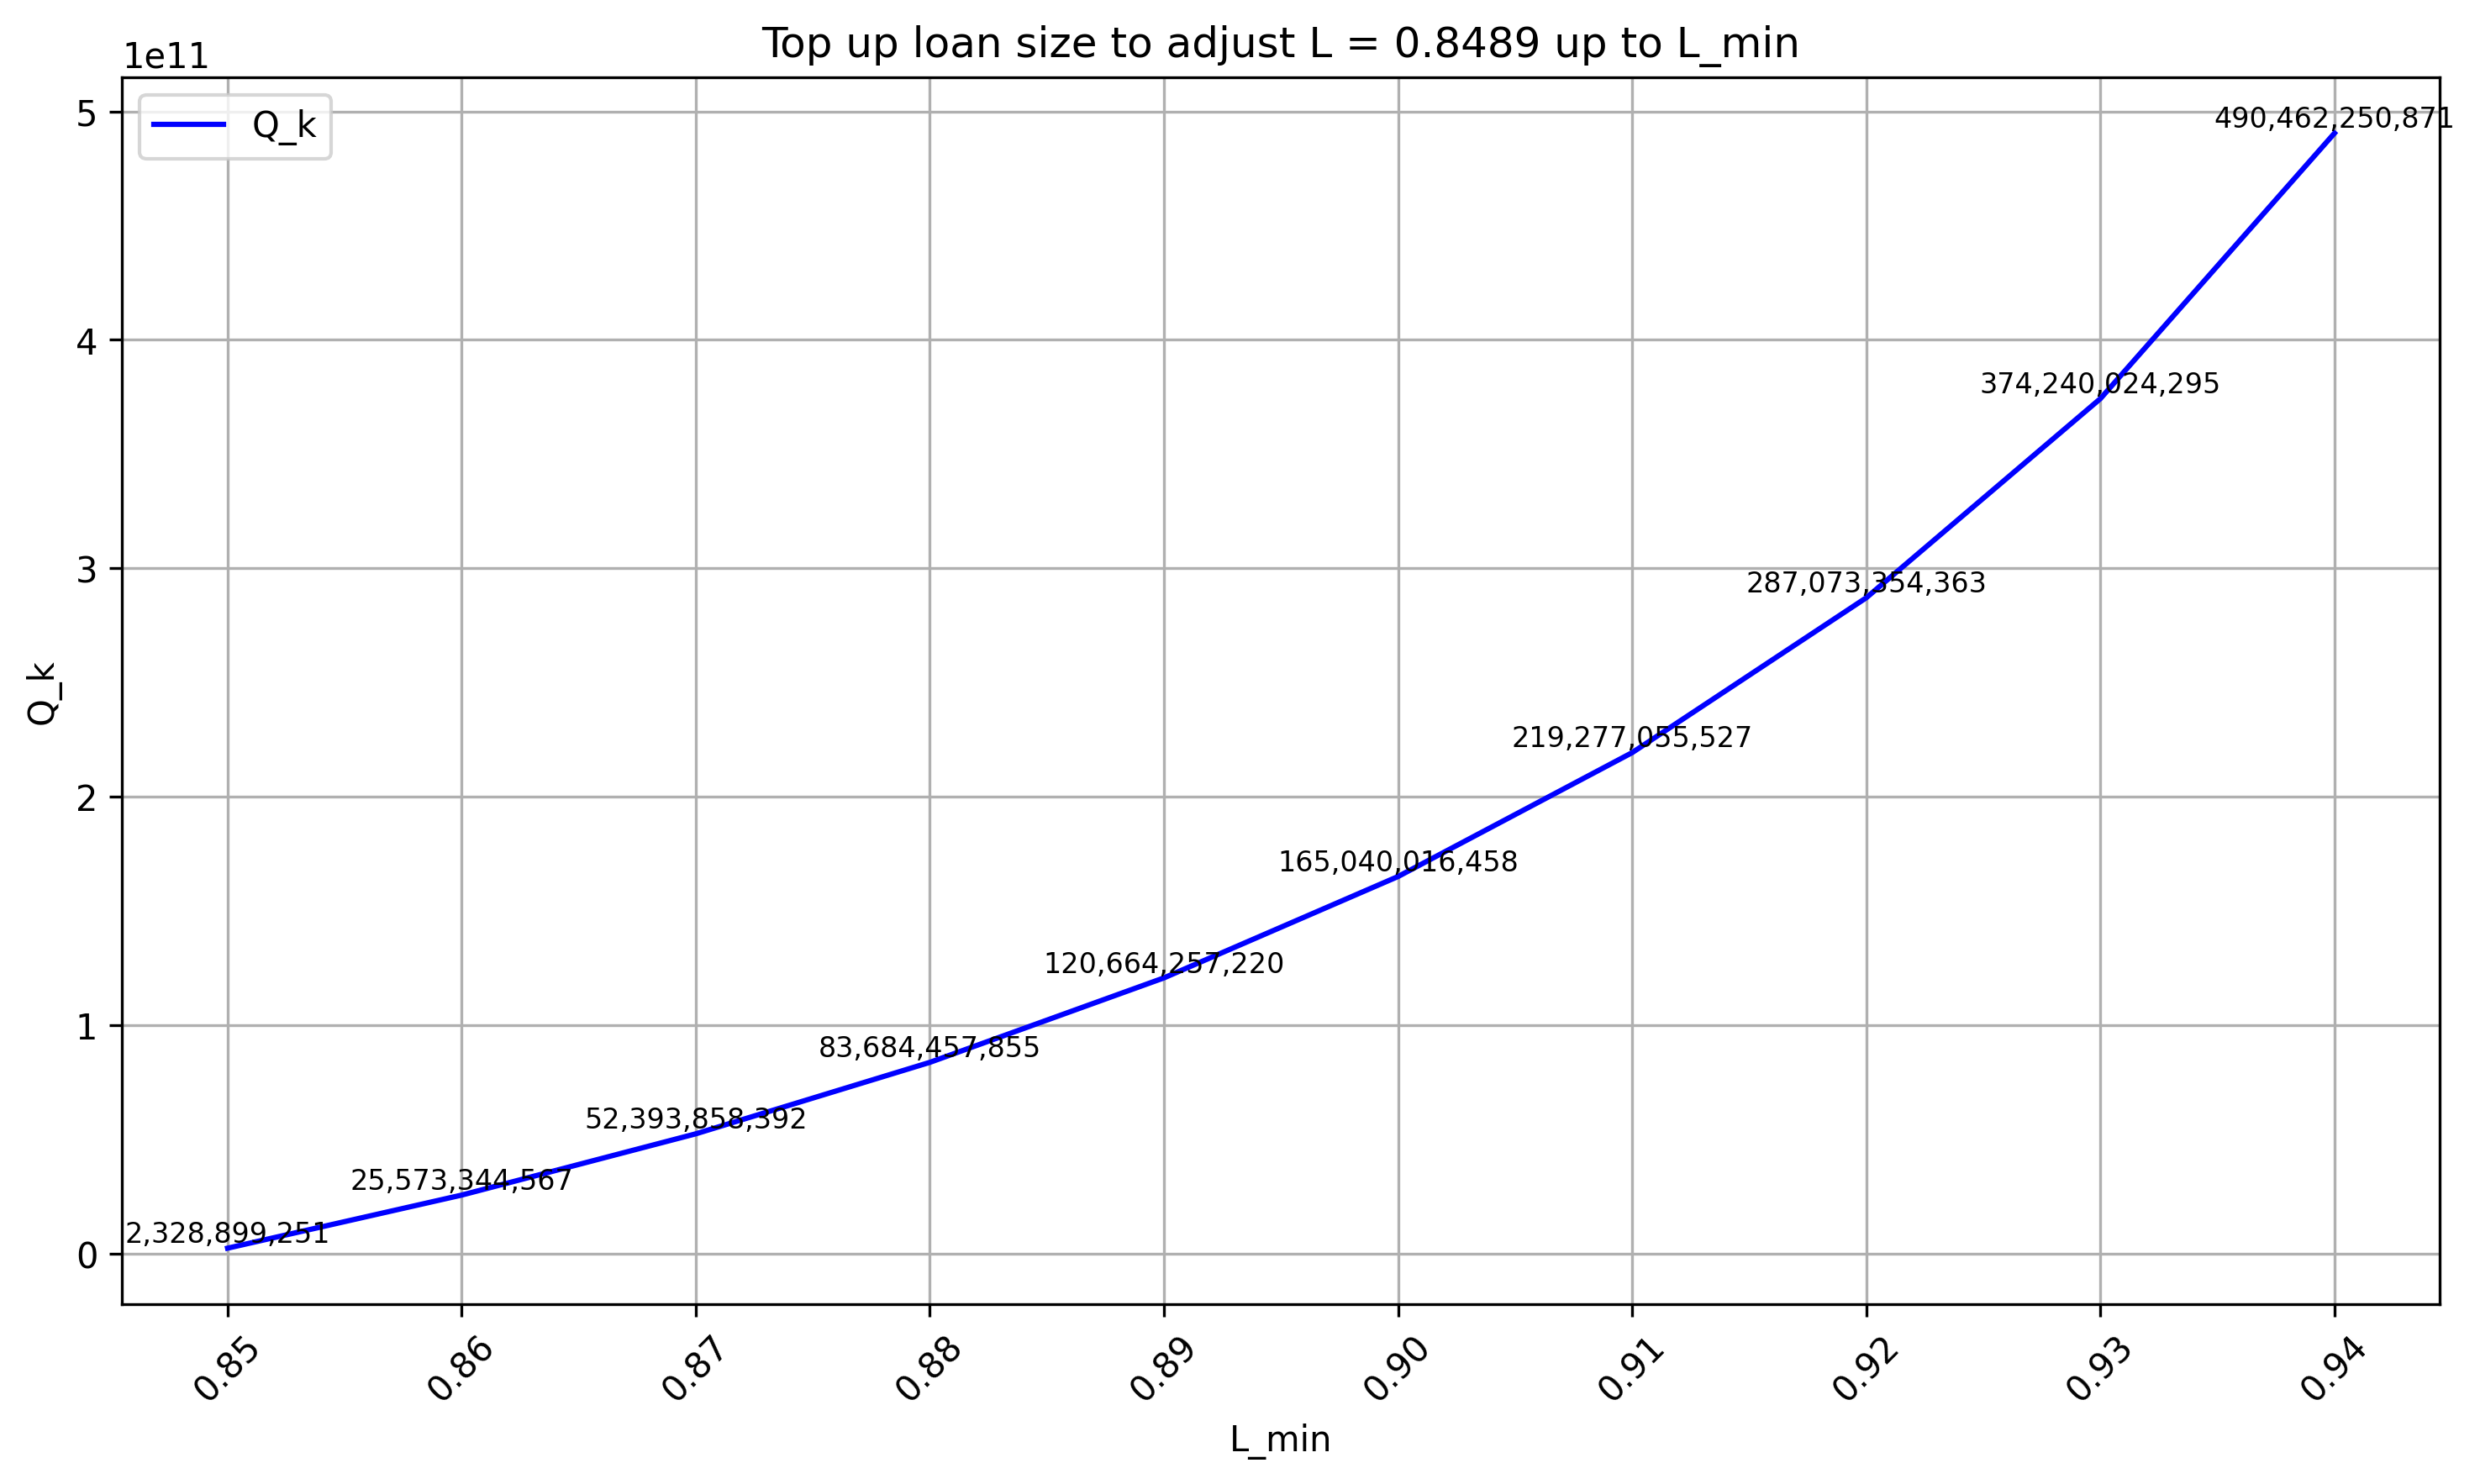 Top up loan size to adjust L = 0.8489 up to L_min
1e11
Q_k
5
4
3
2
1
0
Q_k
490,462,250,871
374,240,024,295
287,073,354,363
219,277,055,527
165,040,016,458
120,664,257,220
83,684,457,855
52,393,858,392
25,573,344,567
2,328,899,251
0.85 0.86 0.87 0.88 0.89 0.90 0.91 0.92 0.93 0.94
L_min